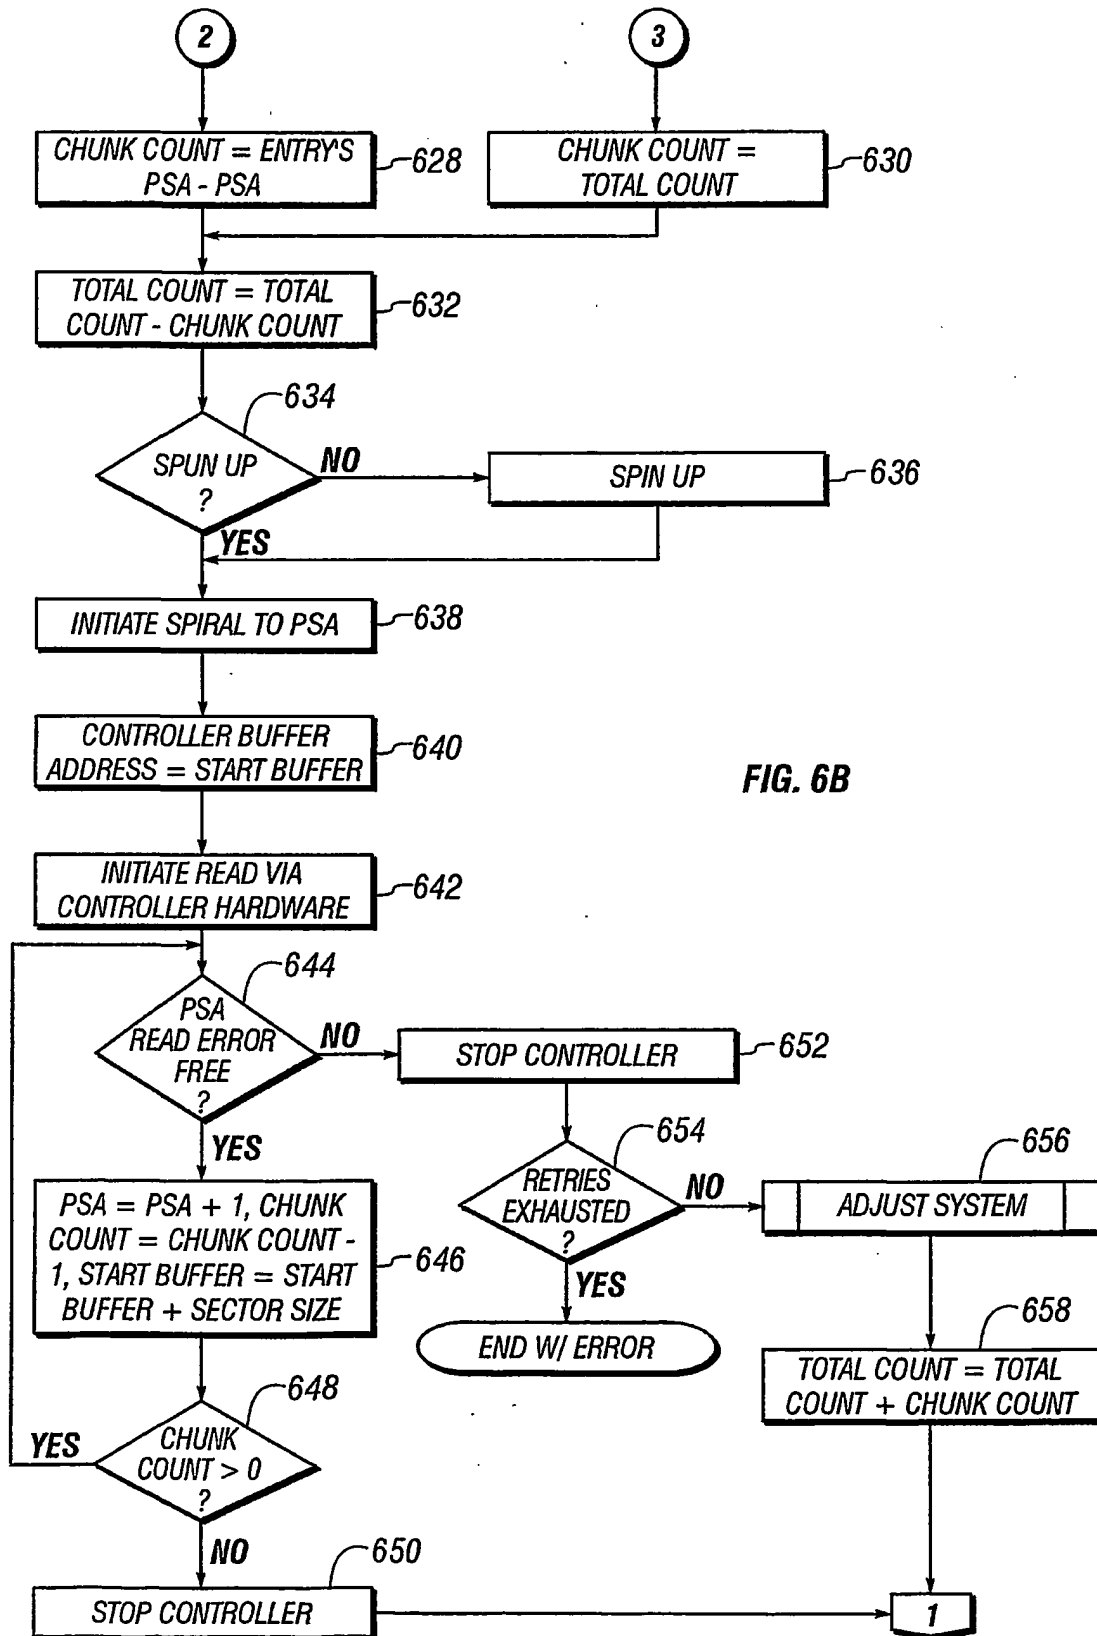 2
3
CHUNK COUNT = ENTRY'S
PSA - PSA
628
CHUNK COUNT =
TOTAL COUNT
630
TOTAL COUNT = TOTAL
COUNT - CHUNK COUNT
632
634
SPUN UP
?
NO
SPIN UP
636
YES
INITIATE SPIRAL TO PSA
638
CONTROLLER BUFFER
ADDRESS = START BUFFER
640
FIG. 6B
INITIATE READ VIA
CONTROLLER HARDWARE
642
644
PSA
READ ERROR
FREE
?
NO
STOP CONTROLLER
652
YES
654
RETRIES
EXHAUSTED
?
NO
656
ADJUST SYSTEM
PSA = PSA + 1, CHUNK
COUNT = CHUNK COUNT -
1, START BUFFER = START
BUFFER + SECTOR SIZE
646
YES
END W/ ERROR
658
TOTAL COUNT = TOTAL
COUNT + CHUNK COUNT
648
CHUNK
COUNT > 0
?
YES
NO
650
STOP CONTROLLER
1